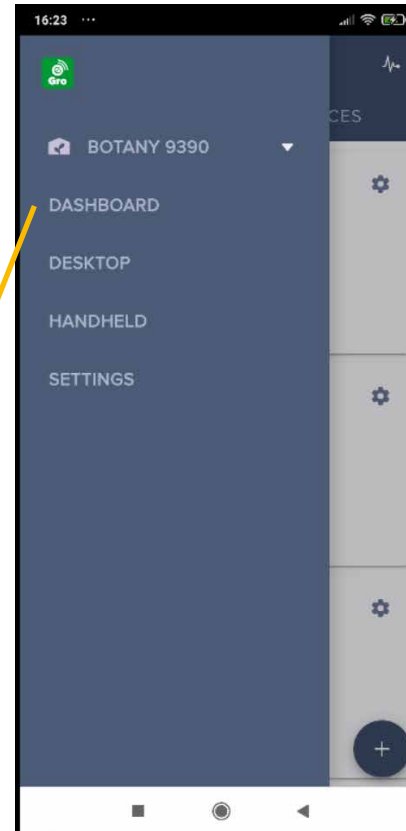 16:23 ...
Gro
BOTANY 9390
CES
DASHBOARD
DESKTOP
HANDHELD
SETTINGS